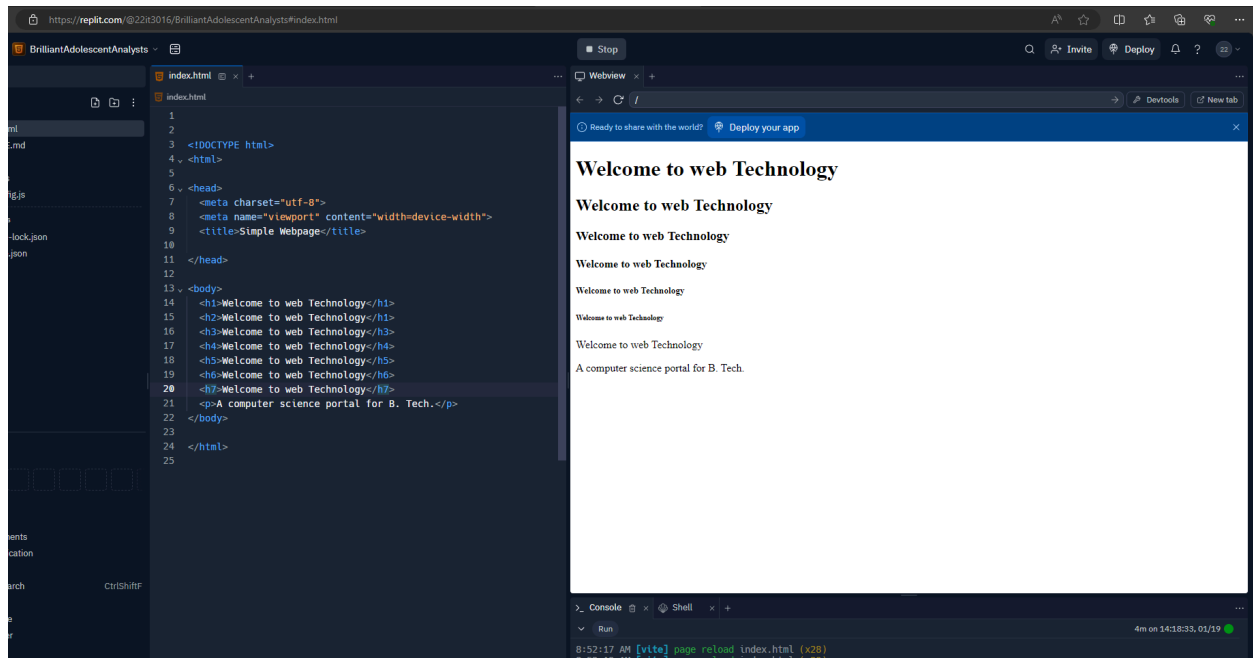 https://replit.com/@22it3016/BrilliantAdolescentAnalysts#index.html
BrilliantAdolescentAnalysts
Stop
Invite
Deploy
?
22
index.html
Webview
ml
E.md
fig.js
-lock.json
.json
ents
cation
arch CtrlShiftF
index.html
1
2
3 <!DOCTYPE html>
4 <html>
5
6 <head>
7 <meta charset="utf-8">
8 <meta name="viewport" content="width=device-width">
9 <title>Simple Webpage</title>
10
11 </head>
12
13 <body>
14 <h1>Welcome to web Technology</h1>
15 <h2>Welcome to web Technology</h1>
16 <h3>Welcome to web Technology</h3>
17 <h4>Welcome to web Technology</h4>
18 <h5>Welcome to web Technology</h5>
19 <h6>Welcome to web Technology</h6>
20 <h7>Welcome to web Technology</h7>
21 <p>A computer science portal for B. Tech.</p>
22 </body>
23
24 </html>
25
/
Devtools
New tab
Ready to share with the world? Deploy your app
Welcome to web Technology
Welcome to web Technology
Welcome to web Technology
Welcome to web Technology
Welcome to web Technology
Welcome to web Technology
Welcome to web Technology
A computer science portal for B. Tech.
Console
Shell
Run
4m on 14:18:33, 01/19
8:52:17 AM [vite] page reload index.html (x28)